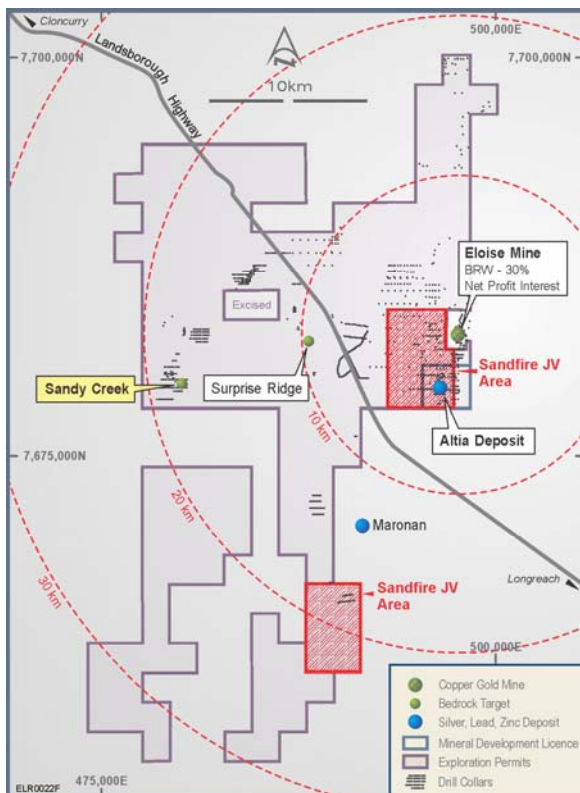 Cloncurry
500,000E
7,700,000N
7,700,000N
Landsborough
Highway
10km
Eloise Mine
BRW - 30%
Net Profit Interest
Excised
Sandfire JV
Area
Sandy Creek
Surprise Ridge
Altia Deposit
10 km
7,675,000N
7,675,000N
20 km
Maronan
30 km
Sandfire JV
Area
Longreach
500,000E
Copper Gold Mine
Bedrock Target
Silver, Lead, Zinc Deposit
Mineral Development Licence
Exploration Permits
Drill Collars
475,000E
ELR0022F